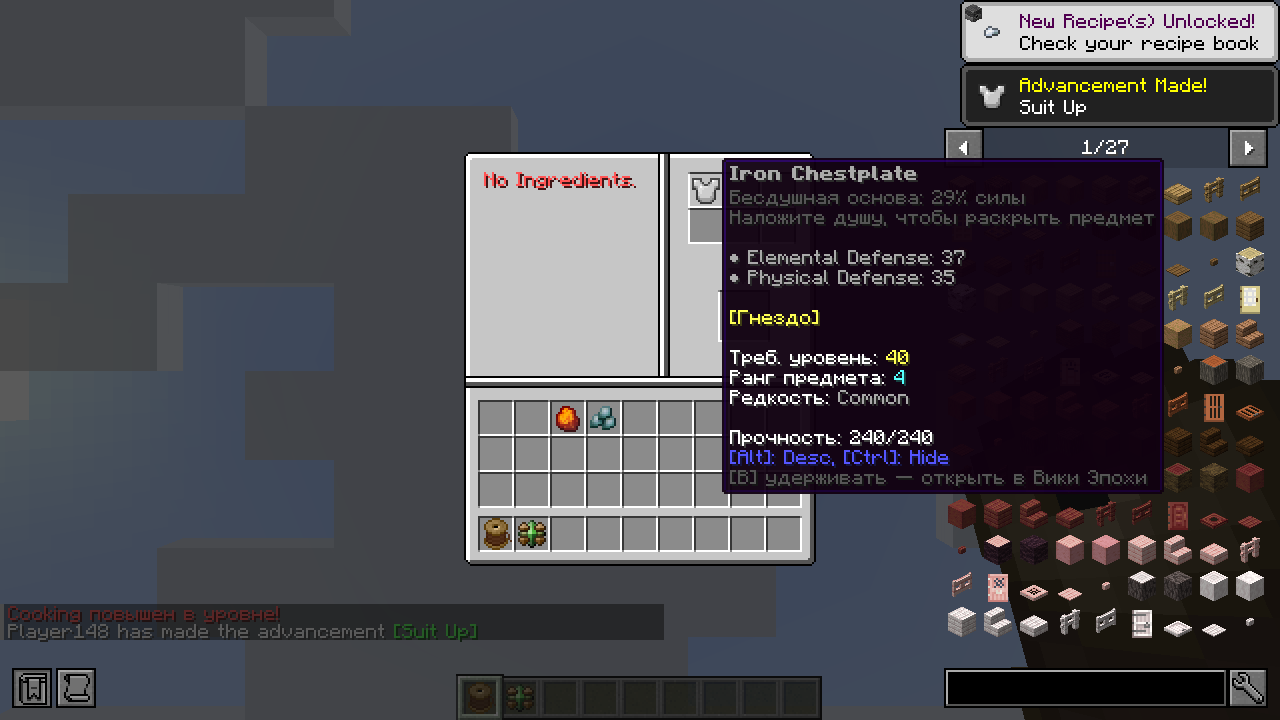 New Recipe(s) Unlocked!
Check your recipe book
Advancement Made!
Suit Up
1/27
No Ingredients.
Iron Chestplate
Бесдушная основа: 29% силы
Наложите душу, чтобы раскрыть предмет
• Elemental Defense: 37
• Physical Defense: 35
[Гнездо]
Треб. уровень: 40
Ранг предмета: 4
Редкость: Common
Прочность: 240/240
[Alt]: Desc, [Ctrl]: Hide
[B] удерживать — открыть в Вики Эпохи
Cooking повышен в уровне!
Player148 has made the advancement [Suit Up]